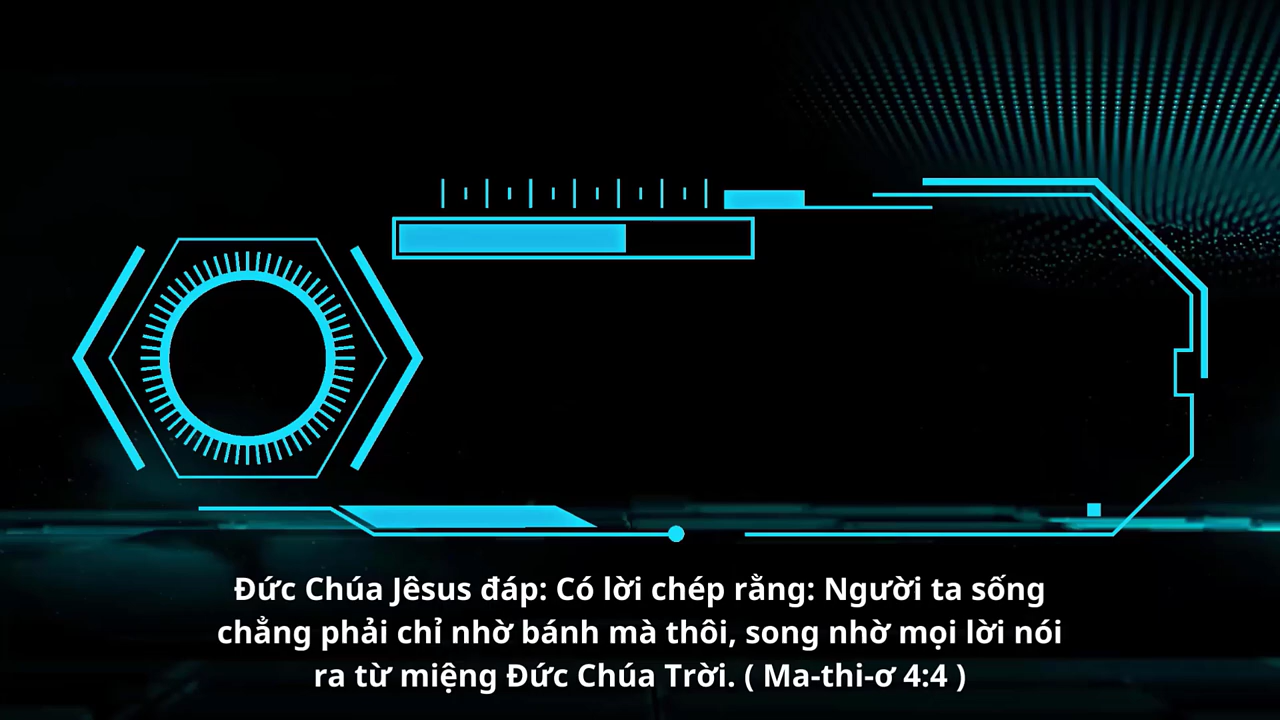 Đức Chúa Jêsus đáp: Có lời chép rằng: Người ta sống
chẳng phải chỉ nhờ bánh mà thôi, song nhờ mọi lời nói
ra từ miệng Đức Chúa Trời. ( Ma-thi-ơ 4:4 )